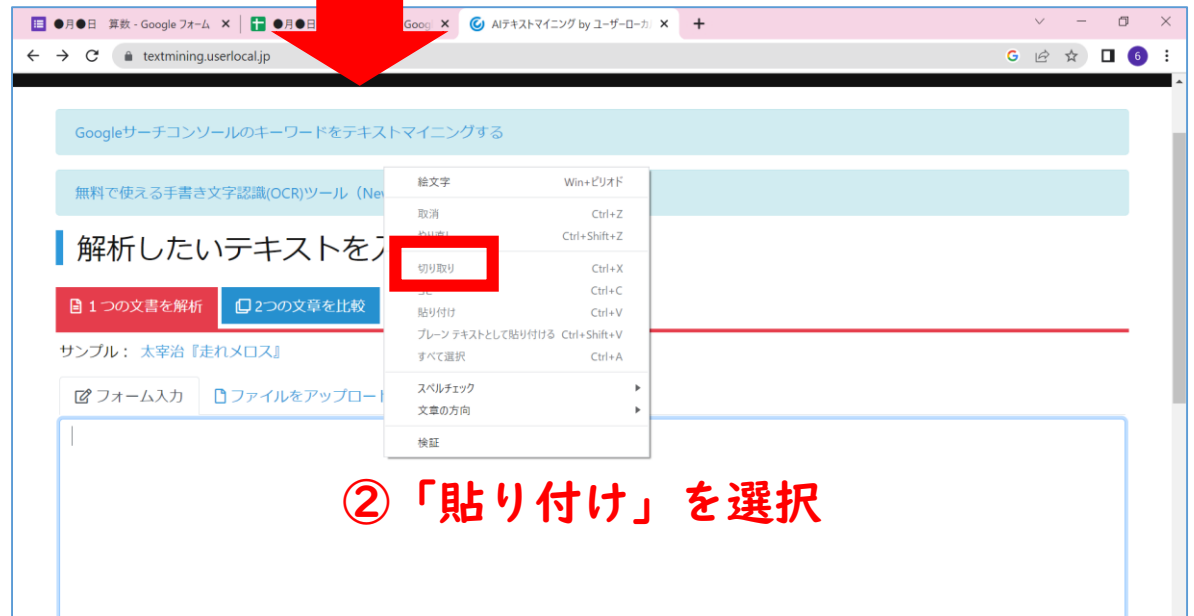 ●月●日 算数 - Google フォーム
●月●日
Goog
AIテキストマイニング by ユーザーローカ
textmining.userlocal.jp
6
Googleサーチコンソールのキーワードをテキストマイニングする
無料で使える手書き文字認識(OCR)ツール（Nev
解析したいテキストを入
1つの文書を解析
2つの文章を比較
サンプル： 太宰治『走れメロス』
フォーム入力
ファイルをアップロード
絵文字 Win+ピリオド
取消 Ctrl+Z
やり直し Ctrl+Shift+Z
切り取り Ctrl+X
Ctrl+C
貼り付け Ctrl+V
プレーン テキストとして貼り付ける Ctrl+Shift+V
すべて選択 Ctrl+A
スペルチェック
文章の方向
検証
②「貼り付け」を選択